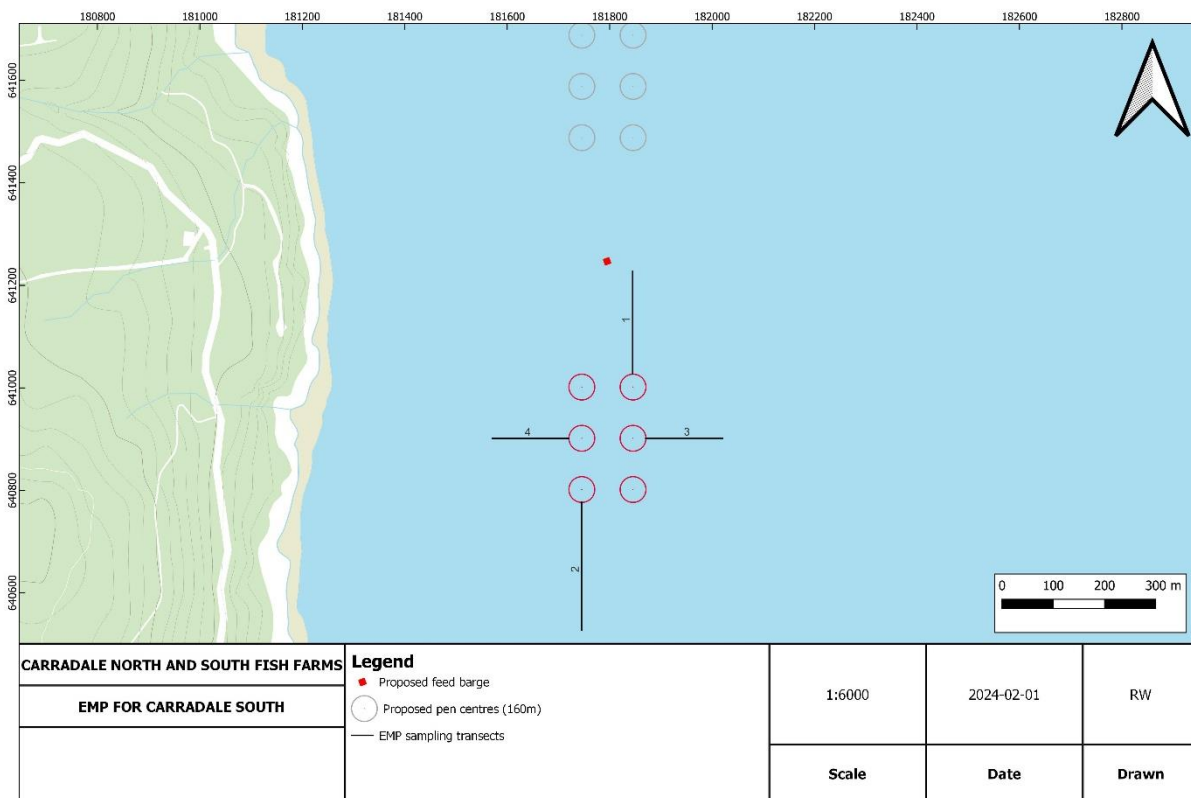 180800 181000 181200 181400 181600 181800 182000 182200 182400 182600 182800
641600
641400
641200
641000
640800
640600
1
4
3
2
0 100 200 300 m
CARRADALE NORTH AND SOUTH FISH FARMS
EMP FOR CARRADALE SOUTH
Legend
Proposed feed barge
Proposed pen centres (160m)
EMP sampling transects
1:6000 2024-02-01 RW
Scale Date Drawn